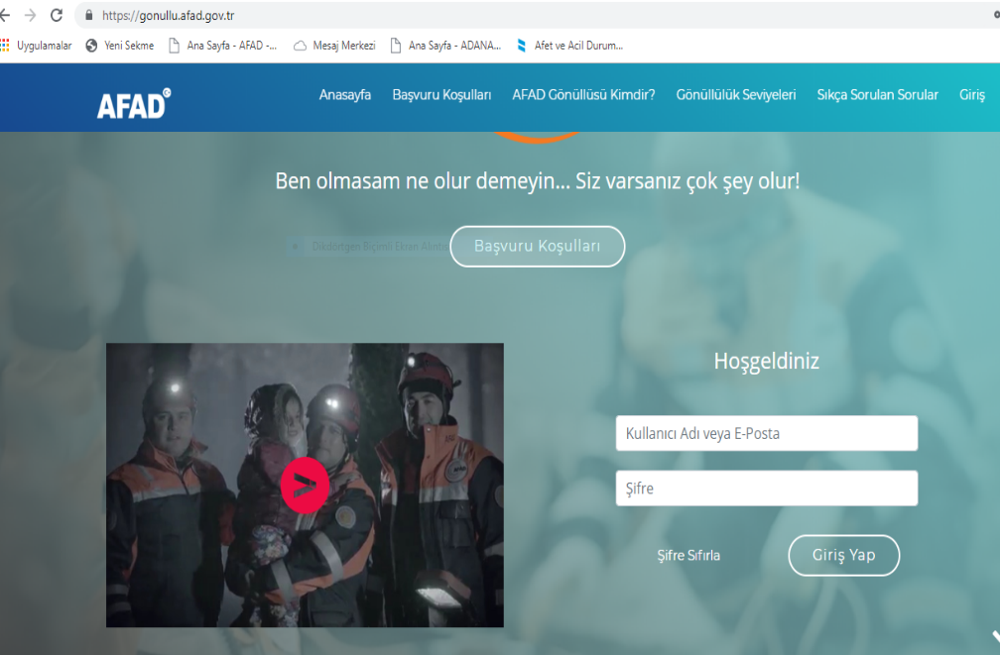 https://gonullu.afad.gov.tr
Uygulamalar Yeni Sekme Ana Sayfa - AFAD -... Mesaj Merkezi Ana Sayfa - ADANA... Afet ve Acil Durum...
AFAD Anasayfa Başvuru Koşulları AFAD Gönüllüsü Kimdir? Gönüllülük Seviyeleri Sıkça Sorulan Sorular Giriş
Ben olmasam ne olur demeyin... Siz varsanız çok şey olur!
Dikdörtgen Biçimli Ekran Alıntısı
Başvuru Koşulları
Hoşgeldiniz
Kullanıcı Adı veya E-Posta
Şifre
Şifre Sıfırla Giriş Yap
AFAD